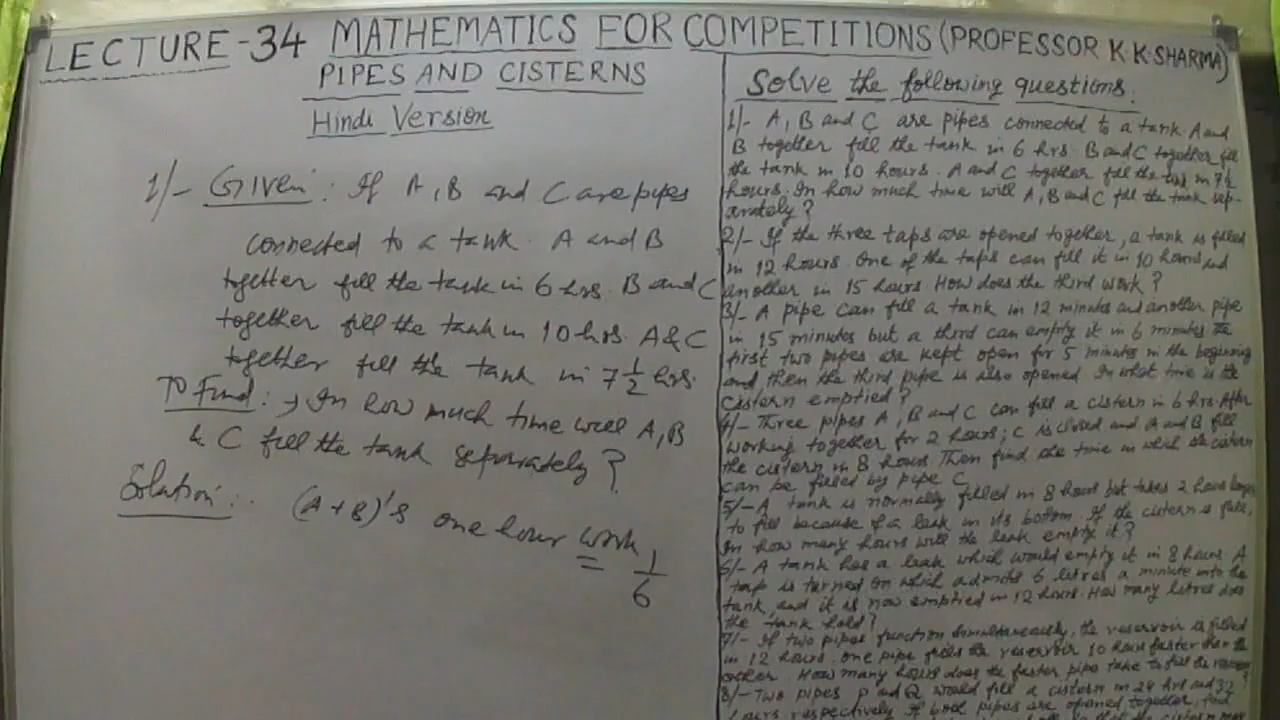 LECTURE-34 MATHEMATICS FOR COMPETITIONS (PROFESSOR K K SHARMA)
PIPES AND CISTERNS
Hindi Version
1/- GIVEN: If A, B and C are pipes
connected to a tank. A and B
together fill the tank in 6 hrs. B and C
together fill the tank in 10 hrs. A & C
together fill the tank in 7 1/2 hrs.
To Find: → In how much time will A, B
& C fill the tank separately?
Solution: (A+B)'s one hour work
= 1/6
Solve the following questions.
1/- A, B and C are pipes connected to a tank. A and
B together fill the tank in 6 hrs. B and C together fill
the tank in 10 hours. A and C together fill the tank in 7 1/2
hours. In how much time will A, B and C fill the tank sep-
arately?
2/- If the three taps are opened together, a tank is filled
in 12 hours. One of the taps can fill it in 10 hours and
another in 15 hours How does the third work?
3/- A pipe can fill a tank in 12 minutes and another pipe
in 15 minutes but a third can empty it in 6 minutes. The
first two pipes are kept open for 5 minutes in the beginning
and then the third pipe is also opened. In what time is the
cistern emptied?
4/- Three pipes A, B and C can fill a cistern in 6 hrs. After
working together for 2 hours; C is closed and A and B fill
the cistern in 8 hours Then find the time in which the cistern
can be filled by pipe C
5/- A tank is normally filled in 8 hours but takes 2 hours longer
to fill because of a leak in its bottom. If the cistern is full,
In how many hours will the leak empty it?
6/- A tank has a leak which would empty it in 8 hours. A
tap is turned on which admits 6 litres a minute into the
tank, and it is now emptied in 12 hours. How many litres does
the tank hold?
7/- If two pipes function simultaneously, the reservoir is filled
in 12 hours. One pipe fills the reservoir 10 hours faster than the
other. How many hours does the faster pipe take to fill the
8/- Two pipes P and Q would fill a cistern in 24 hrs and 32
hours respectively. If both pipes are opened together, find